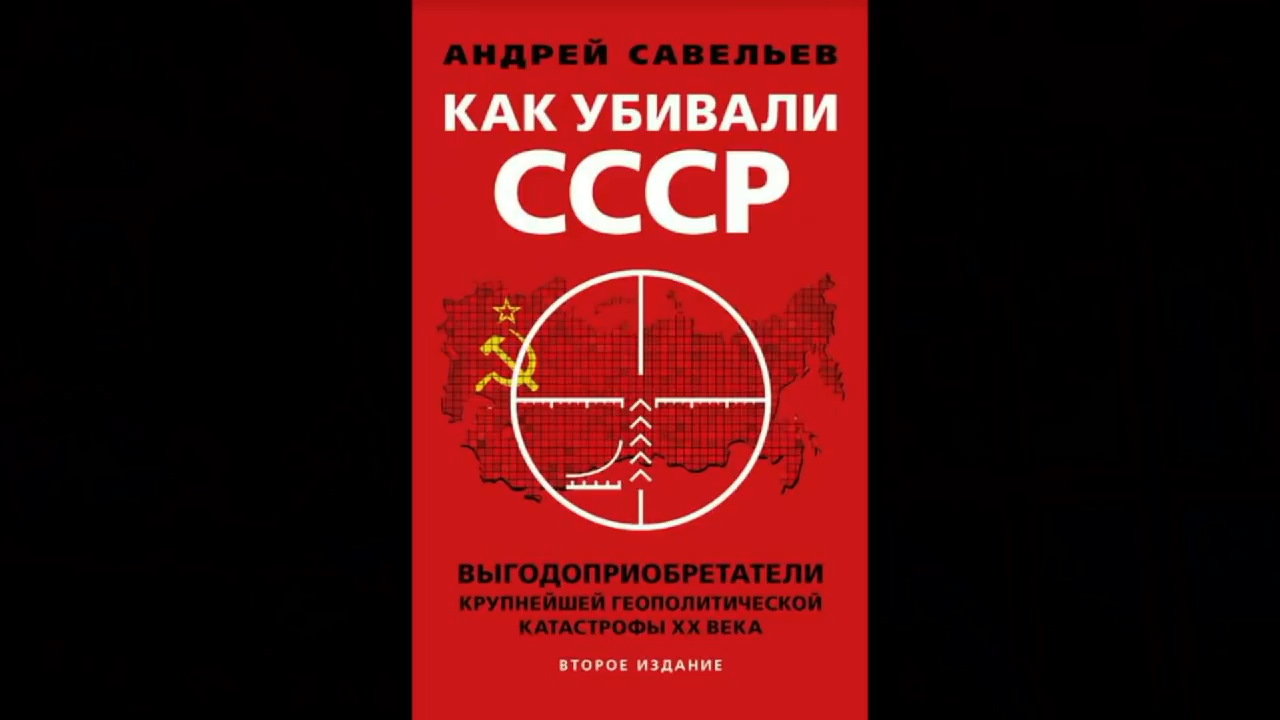 АНДРЕЙ САВЕЛЬЕВ
КАК УБИВАЛИ
СССР
ВЫГОДОПРИОБРЕТАТЕЛИ
КРУПНЕЙШЕЙ ГЕОПОЛИТИЧЕСКОЙ
КАТАСТРОФЫ XX ВЕКА
ВТОРОЕ ИЗДАНИЕ